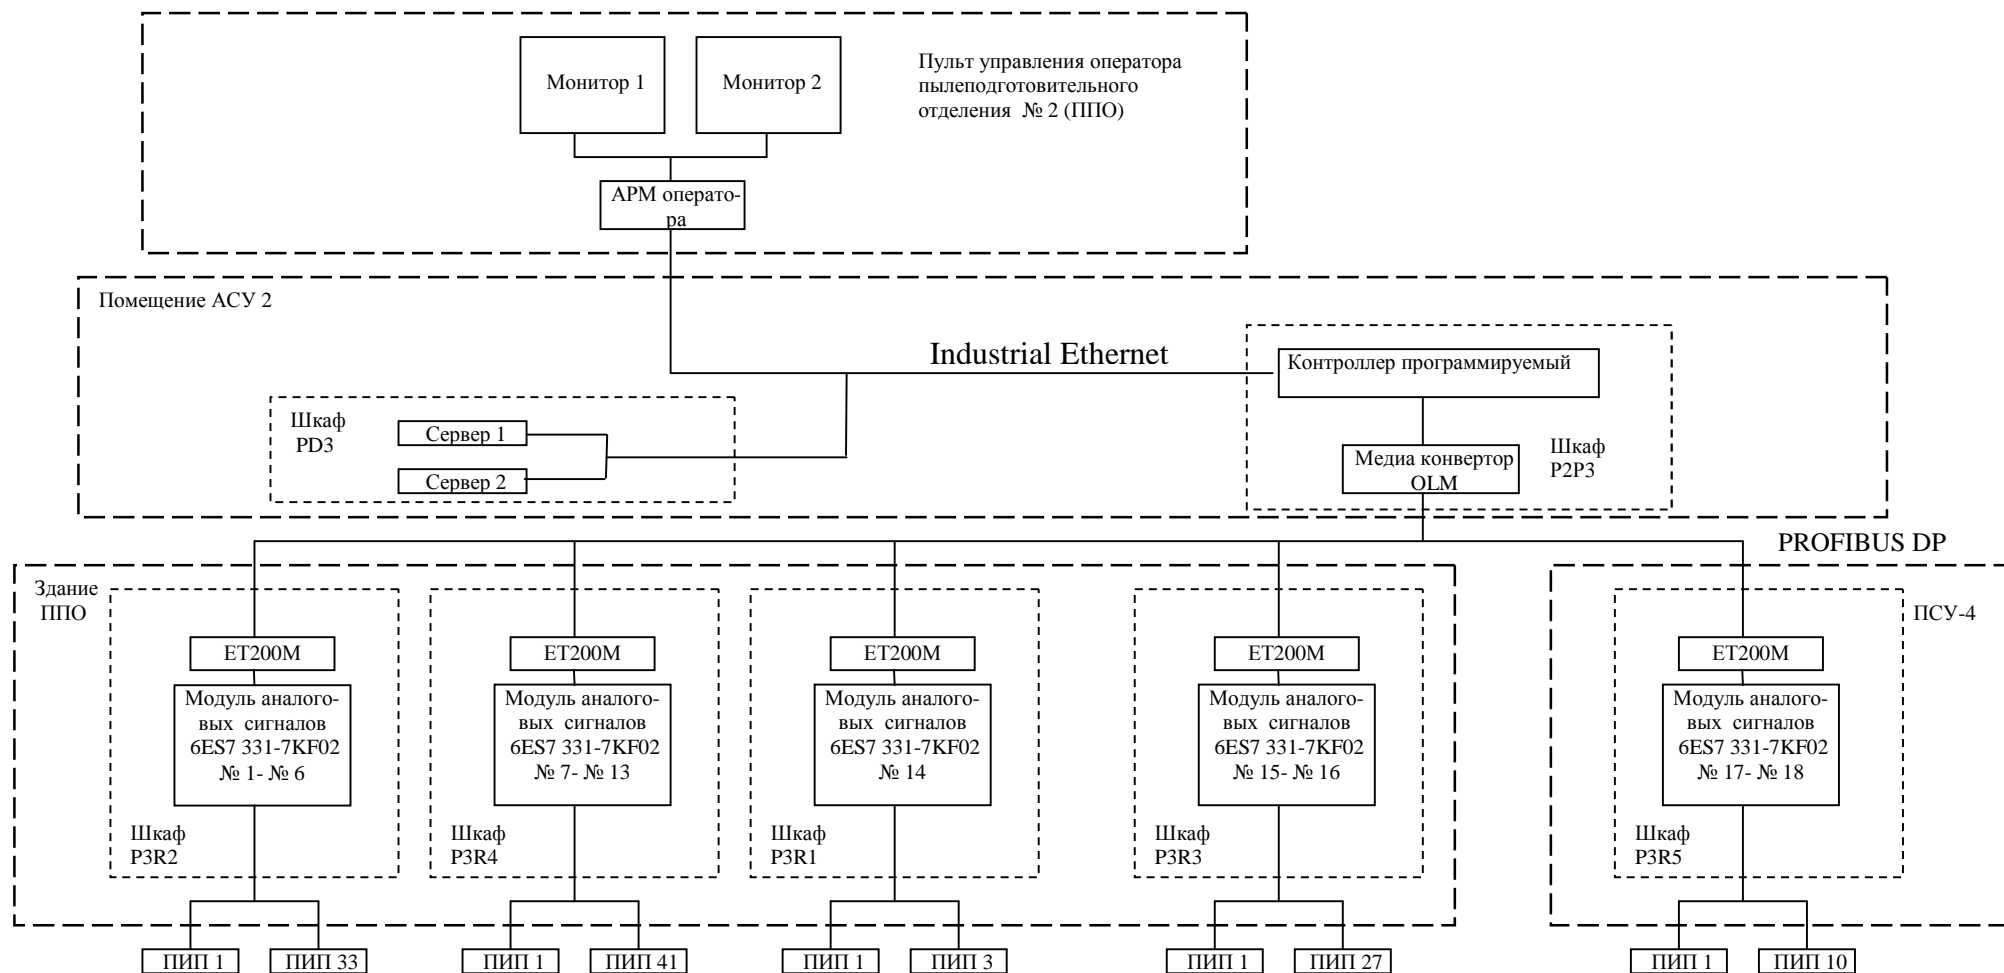 Монитор 1
Монитор 2
Пульт управления оператора
пылеподготовительного
отделения № 2 (ППО)
АРМ операто-
ра
Помещение АСУ 2
Industrial Ethernet
Контроллер программируемый
Шкаф
PD3
Сервер 1
Сервер 2
Медиа конвертор
OLM
Шкаф
P2P3
PROFIBUS DP
Здание
ППО
ПСУ-4
ET200M
Модуль аналого-
вых сигналов
6ES7 331-7KF02
№ 1- № 6
Шкаф
P3R2
ET200M
Модуль аналого-
вых сигналов
6ES7 331-7KF02
№ 7- № 13
Шкаф
P3R4
ET200M
Модуль аналого-
вых сигналов
6ES7 331-7KF02
№ 14
Шкаф
P3R1
ET200M
Модуль аналого-
вых сигналов
6ES7 331-7KF02
№ 15- № 16
Шкаф
P3R3
ET200M
Модуль аналого-
вых сигналов
6ES7 331-7KF02
№ 17- № 18
Шкаф
P3R5
ПИП 1
ПИП 33
ПИП 1
ПИП 41
ПИП 1
ПИП 3
ПИП 1
ПИП 27
ПИП 1
ПИП 10